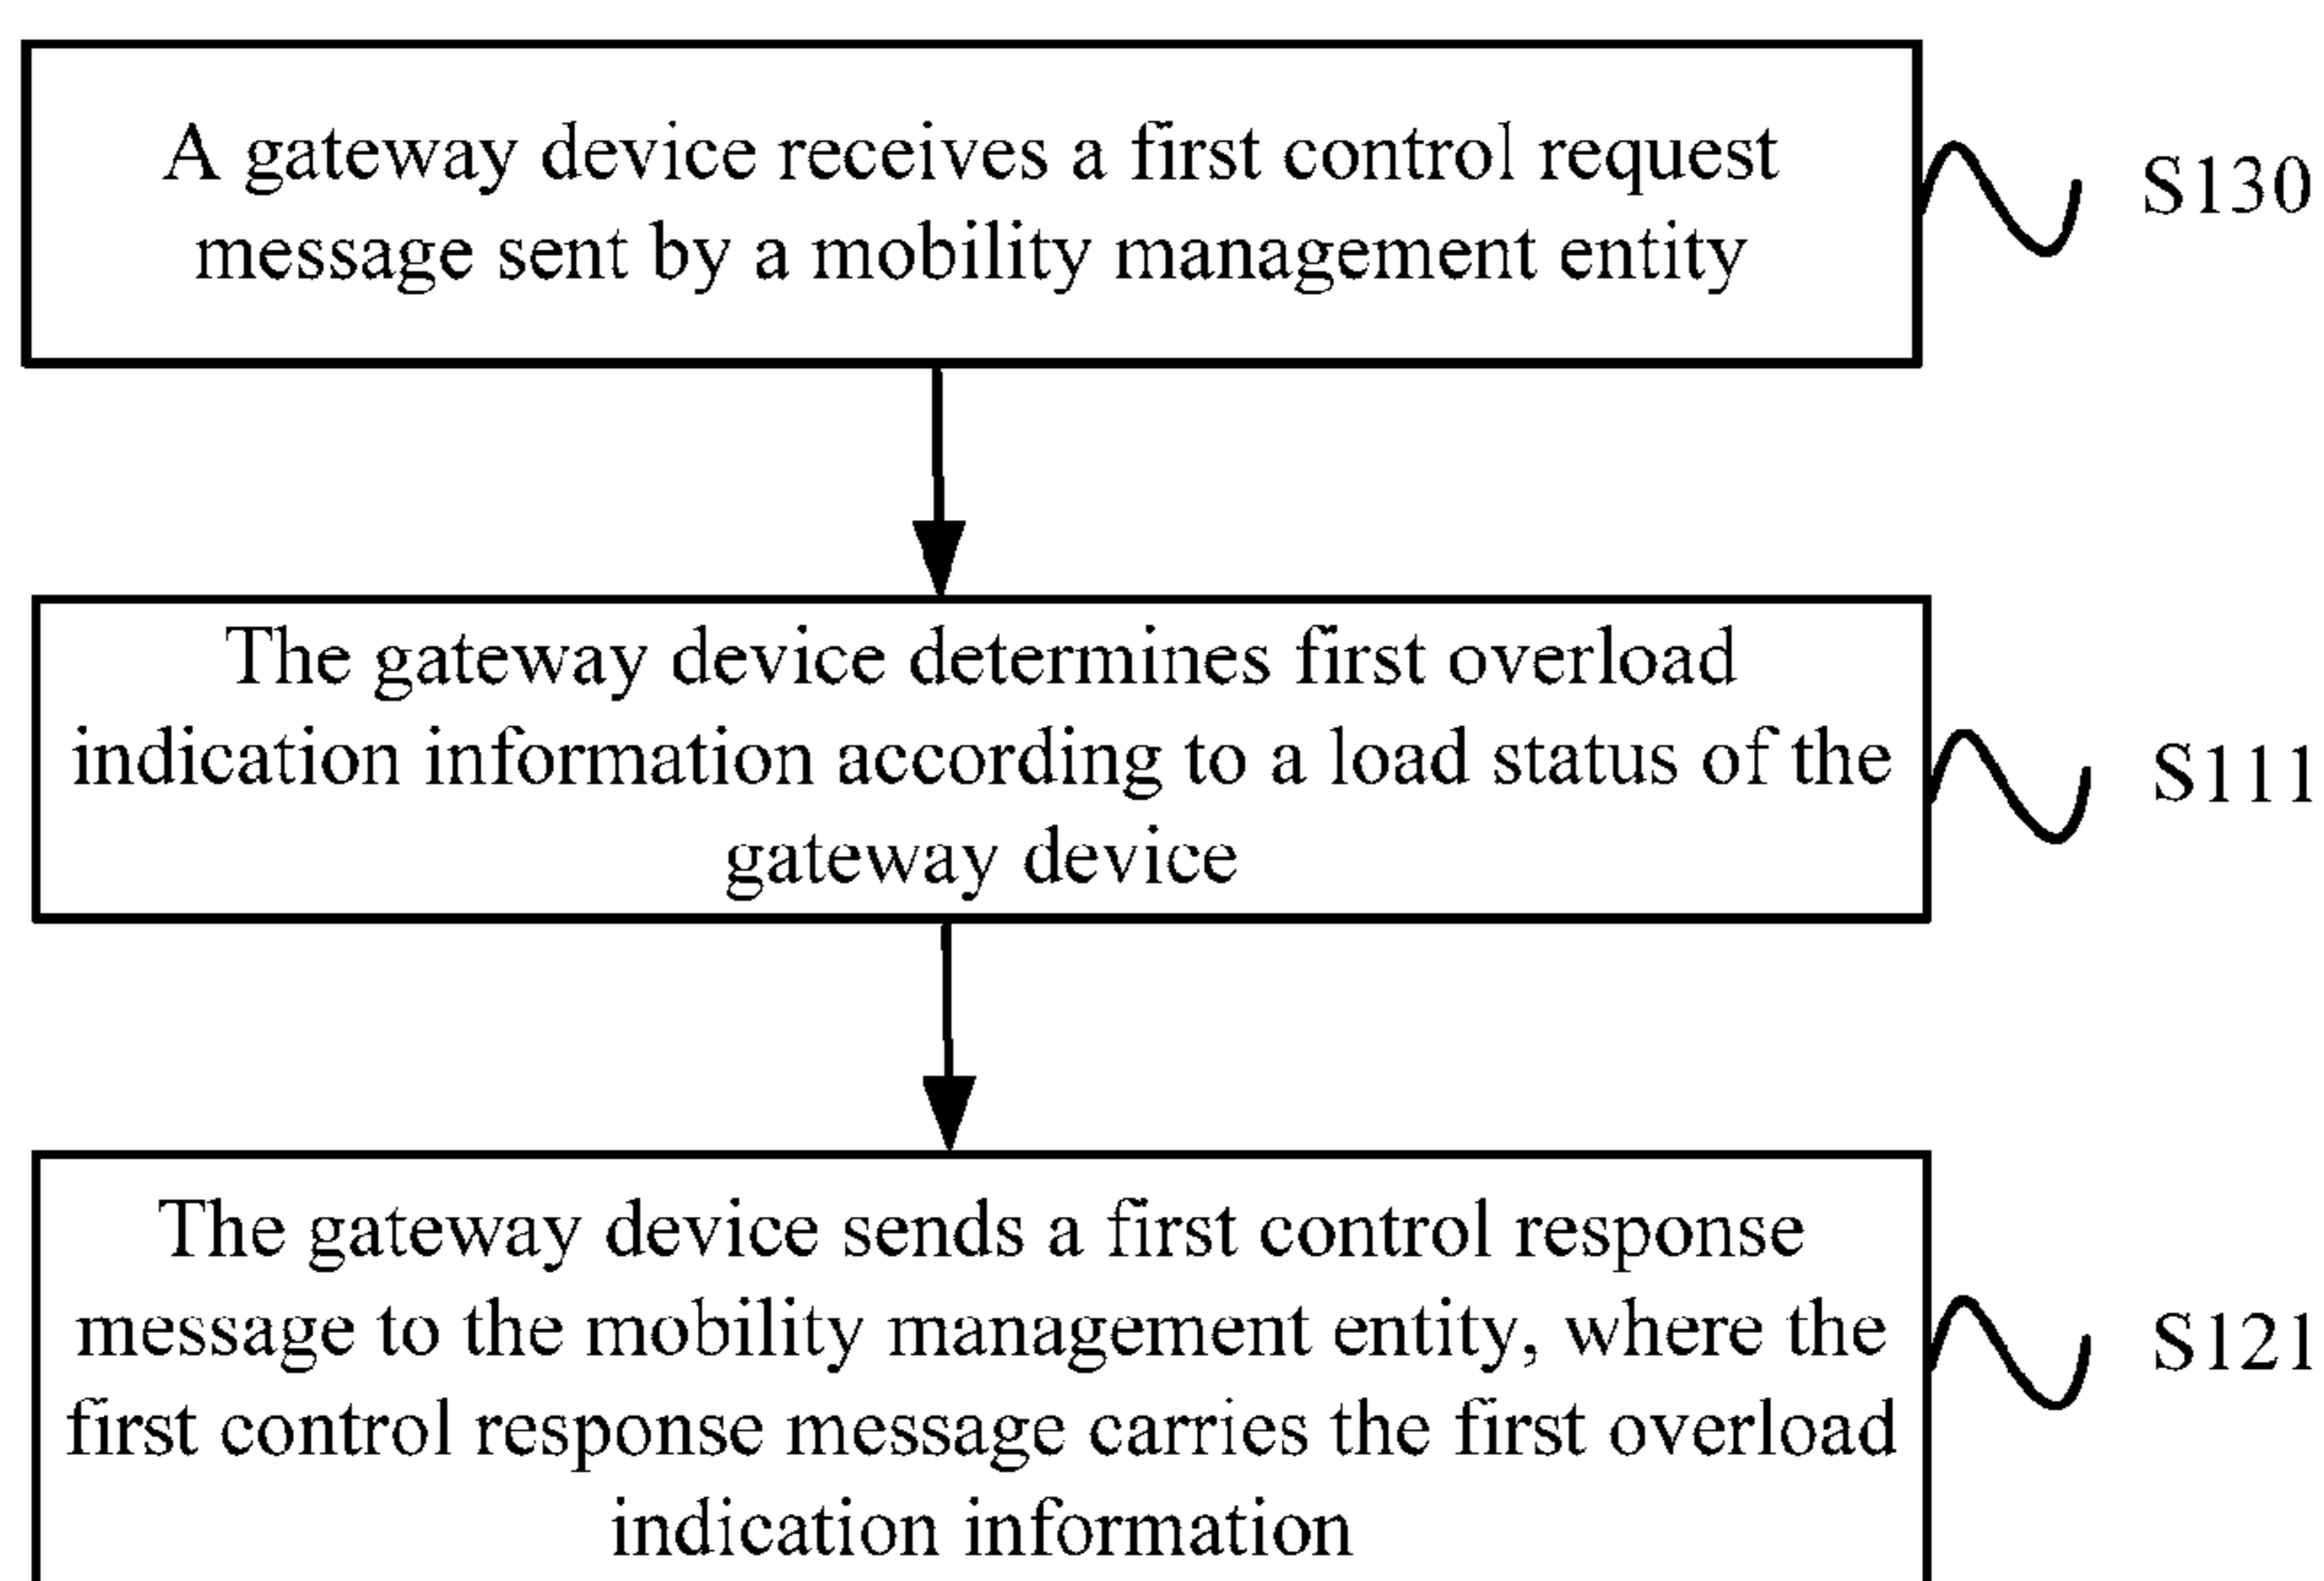 A gateway device receives a first control request
message sent by a mobility management entity
S130
The gateway device determines first overload
indication information according to a load status of the
gateway device
S111
The gateway device sends a first control response
message to the mobility management entity, where the
first control response message carries the first overload
indication information
S121